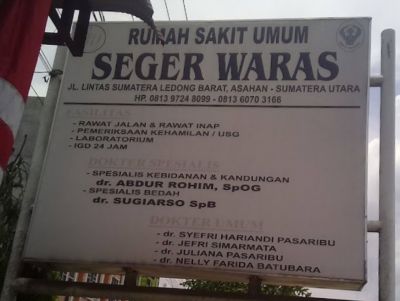 RUMAH SAKIT UMUM
SEGER WARAS
JL. LINTAS SUMATERA LEDONG BARAT, ASAHAN - SUMATERA UTARA
HP. 0813 9724 8099 - 0813 6070 3166
FASILITAS
- RAWAT JALAN & RAWAT INAP
- PEMERIKSAAN KEHAMILAN / USG
- LABORATORIUM
- IGD 24 JAM
DOKTER SPESIALIS
- SPESIALIS KEBIDANAN & KANDUNGAN
dr. ABDUR ROHIM, SpOG
- SPESIALIS BEDAH
dr. SUGIARSO SpB
DOKTER UMUM
- dr. SYEFRI HARIANDI PASARIBU
- dr. JEFRI SIMARMATA
- dr. JULIANA PASARIBU
- dr. NELLY FARIDA BATUBARA